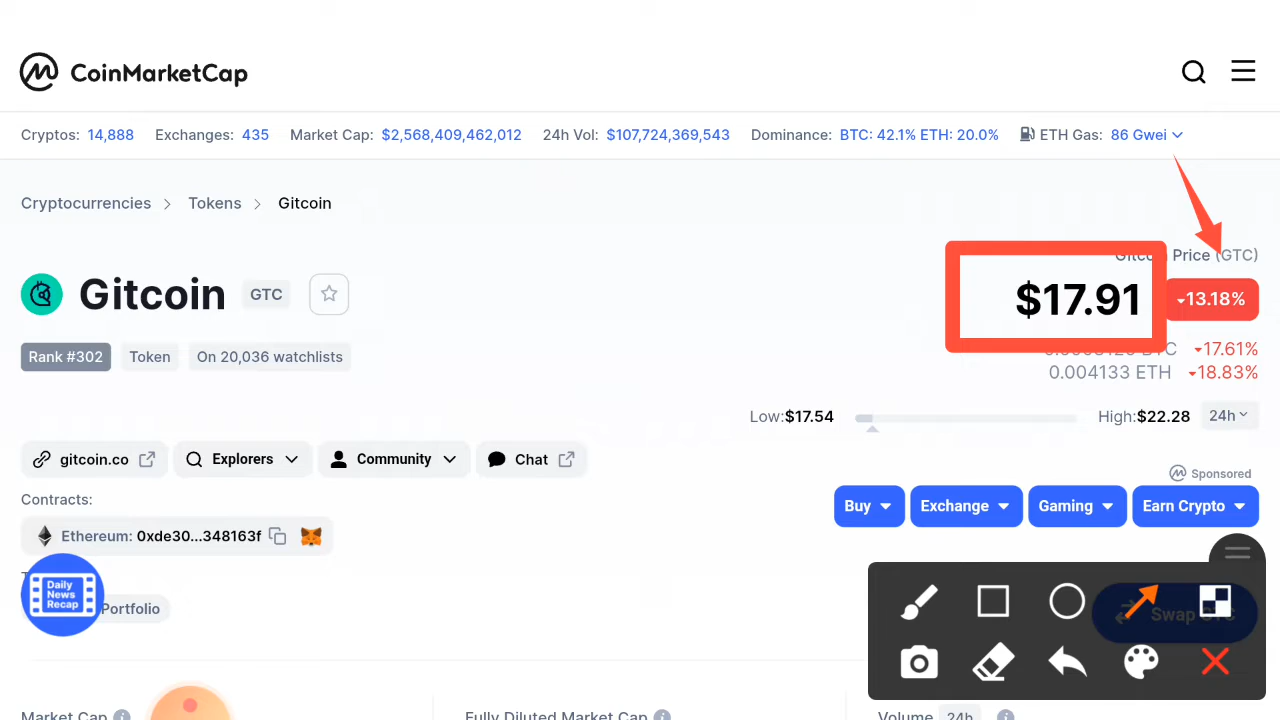 CoinMarketCap
Cryptos: 14,888 Exchanges: 435 Market Cap: $2,568,409,462,012 24h Vol: $107,724,369,543 Dominance: BTC: 42.1% ETH: 20.0% ETH Gas: 86 Gwei
Cryptocurrencies > Tokens > Gitcoin
Price (GTC)
Gitcoin GTC
$17.91 -13.18%
Rank #302 Token On 20,036 watchlists
BTC 17.61%
0.004133 ETH 18.83%
Low:$17.54 High:$22.28 24h
gitcoin.co Explorers Community Chat
Sponsored
Contracts:
Buy Exchange Gaming Earn Crypto
Ethereum: 0xde30...348163f
Daily
News
Recap
Portfolio
Swap
Market Cap Fully Diluted Market Cap Volume 24h